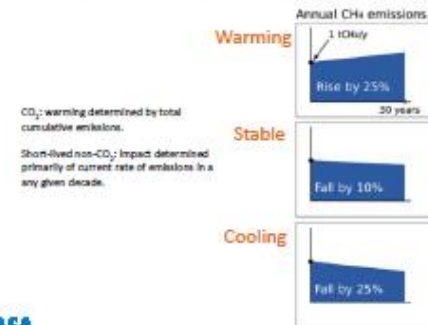 Annual CH₄ emissions
Warming
1 tCH₄/y
Rise by 25%
30 years
CO₂: warming determined by total
cumulative emissions.
Stable
Short-lived non-CO₂: impact determined
primarily of current rate of emissions in a
any given decade.
Fall by 10%
Cooling
Fall by 25%